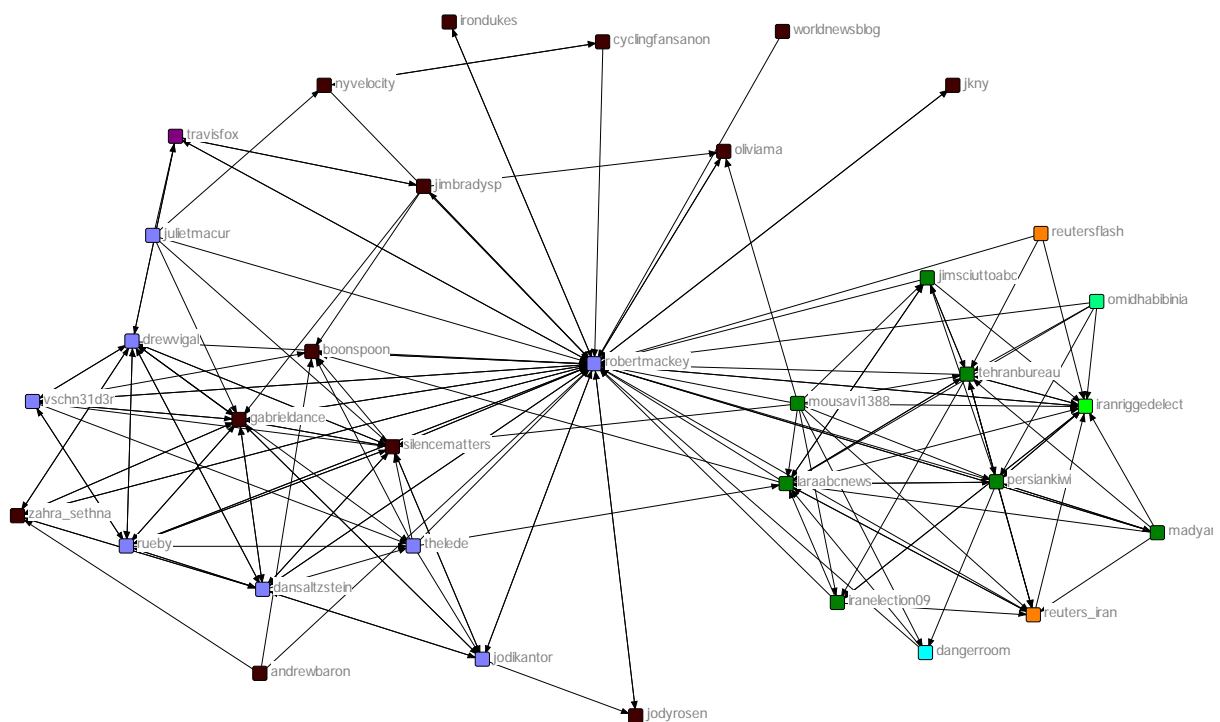 irondukes
worldnewsblog
cyclingfansanon
nyvelocity
jkny
travisfox
oliviama
jimbradysp
julietmacur
reutersflash
jimsciuttoabc
omidhabibinia
drewvigal
boonspoon
robertmackey
tehranbureau
vschn31d3r
mousavi1388
iranriggedelect
gabrieldance
silencematters
laraabcnews
persiankiwi
zahra_sethna
madyar
rueby
thelede
dansaltzstein
iranelection09
reuters_iran
dangerroom
jodikantor
andrewbaron
jodyrosen